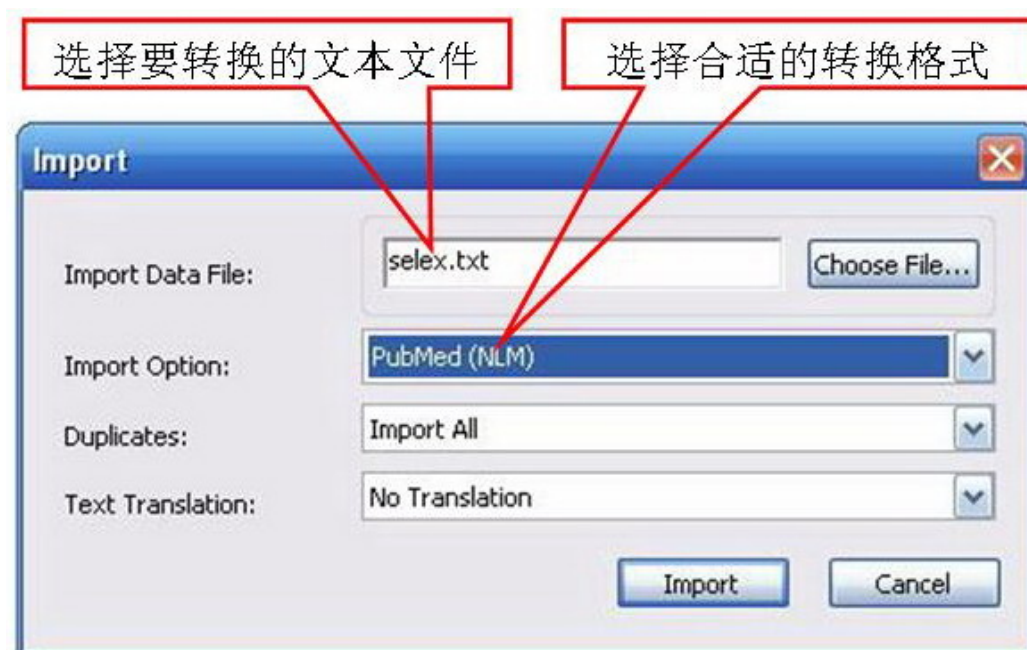 选择要转换的文本文件
选择合适的转换格式
Import
Import Data File:
selex.txt
Choose File...
Import Option:
PubMed (NLM)
Duplicates:
Import All
Text Translation:
No Translation
Import
Cancel